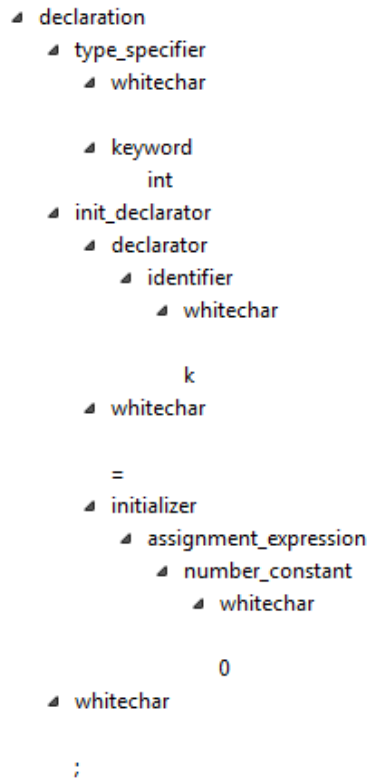 declaration
type_specifier
whitechar
keyword
int
init_declarator
declarator
identifier
whitechar
k
whitechar
=
initializer
assignment_expression
number_constant
whitechar
0
whitechar
;